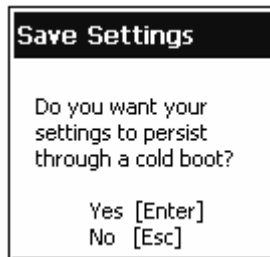 Save Settings
Do you want your
settings to persist
through a cold boot?
Yes [Enter]
No [Esc]